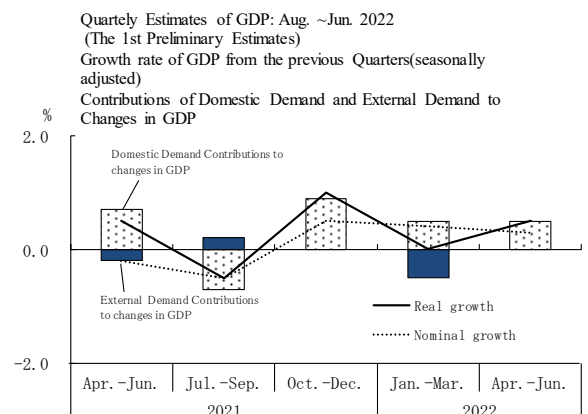 Quartely Estimates of GDP: Aug. ~Jun. 2022
(The 1st Preliminary Estimates)
Growth rate of GDP from the previous Quarters(seasonally
adjusted)
Contributions of Domestic Demand and External Demand to
Changes in GDP
%
2.0
Domestic Demand Contributions to
changes in GDP
0.0
External Demand Contributions
to changes in GDP
Real growth
Nominal growth
-2.0
Apr.-Jun. Jul.-Sep. Oct.-Dec. Jan.-Mar. Apr.-Jun.
2021 2022